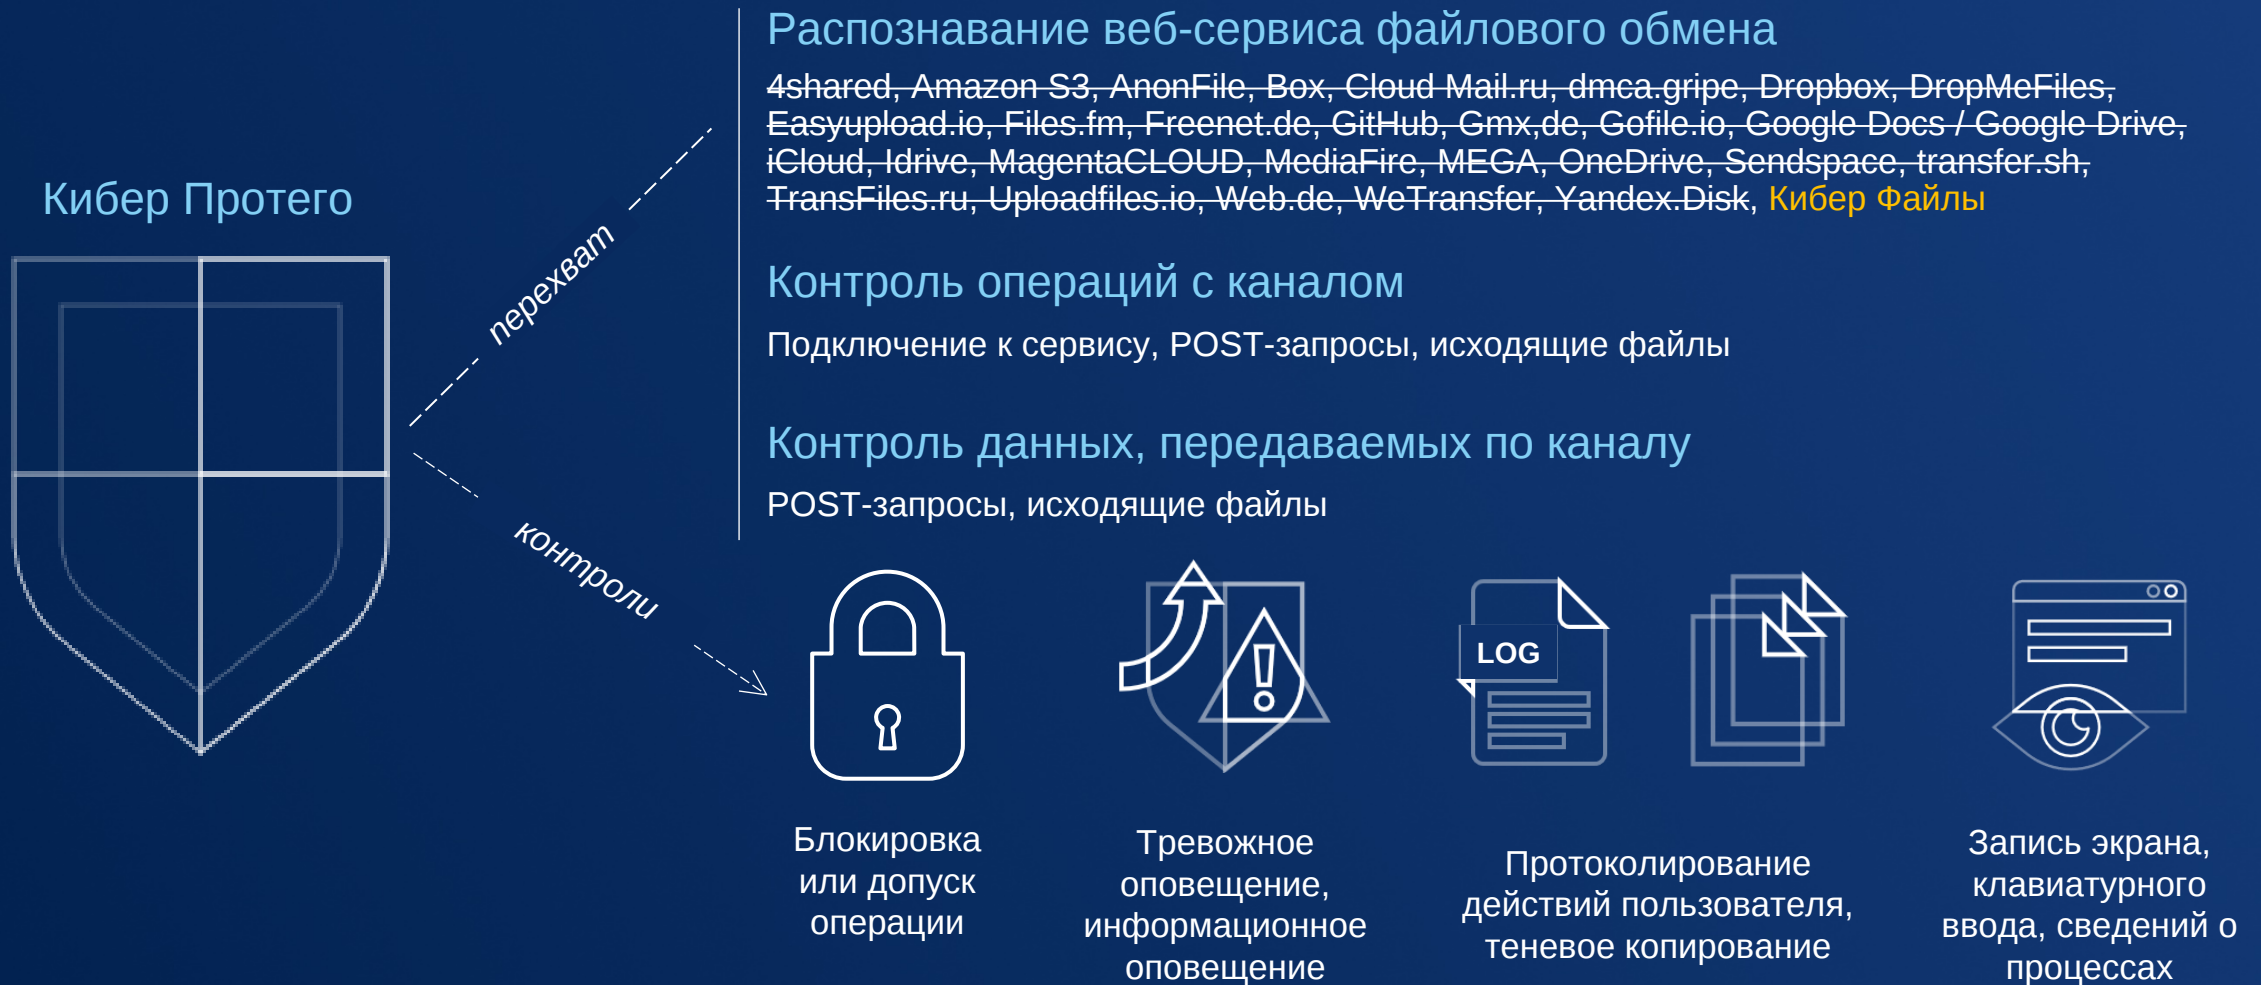 Распознавание веб-сервиса файлового обмена
4shared, Amazon S3, AnonFile, Box, Cloud Mail.ru, dmca.gripe, Dropbox, DropMeFiles,
Easyupload.io, Files.fm, Freenet.de, GitHub, Gmx,de, Gofile.io, Google Docs / Google Drive,
iCloud, Idrive, MagentaCLOUD, MediaFire, MEGA, OneDrive, Sendspace, transfer.sh,
TransFiles.ru, Uploadfiles.io, Web.de, WeTransfer, Yandex.Disk, Кибер Файлы
Кибер Протего
перехват
Контроль операций с каналом
Подключение к сервису, POST-запросы, исходящие файлы
Контроль данных, передаваемых по каналу
POST-запросы, исходящие файлы
контроли
LOG
Блокировка
или допуск
операции
Тревожное
оповещение,
информационное
оповещение
Протоколирование
действий пользователя,
теневое копирование
Запись экрана,
клавиатурного
ввода, сведений о
процессах